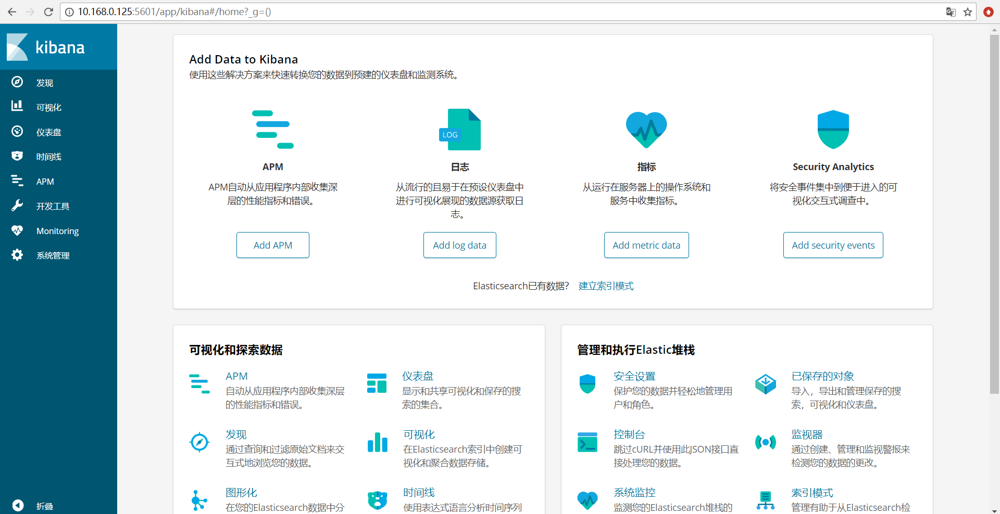 10.168.0.125:5601/app/kibana#/home?_g=()
kibana
发现
可视化
仪表盘
时间线
APM
开发工具
Monitoring
系统管理
折叠
Add Data to Kibana
使用这些解决方案来快速转换您的数据到预建的仪表盘和监测系统。
LOG
APM
APM自动从应用程序内部收集深
层的性能指标和错误。
Add APM
日志
从流行的且易于在预设仪表盘中
进行可视化展现的数据源获取日
志。
Add log data
指标
从运行在服务器上的操作系统和
服务中收集指标。
Add metric data
Security Analytics
将安全事件集中到便于进入的可
视化交互式调查中。
Add security events
Elasticsearch已有数据？ 建立索引模式
可视化和探索数据
APM
自动从应用程序内部收集深层
的性能指标和错误。
仪表盘
显示和共享可视化和保存的搜
索的集合。
发现
通过查询和过滤原始文档来交
互式地浏览您的数据。
可视化
在Elasticsearch索引中创建可
视化和聚合数据存储。
图形化
在您的Elasticsearch数据中分
时间线
使用表达式语言分析时间序列
管理和执行Elastic堆栈
安全设置
保护您的数据并轻松地管理用
户和角色。
已保存的对象
导入，导出和管理保存的搜
索，可视化和仪表盘。
控制台
跳过cURL并使用此JSON接口直
接处理您的数据。
监视器
通过创建、管理和监视警报来
检测您的数据的更改。
系统监控
监测您的Elasticsearch堆栈的
索引模式
管理有助于从Elasticsearch检